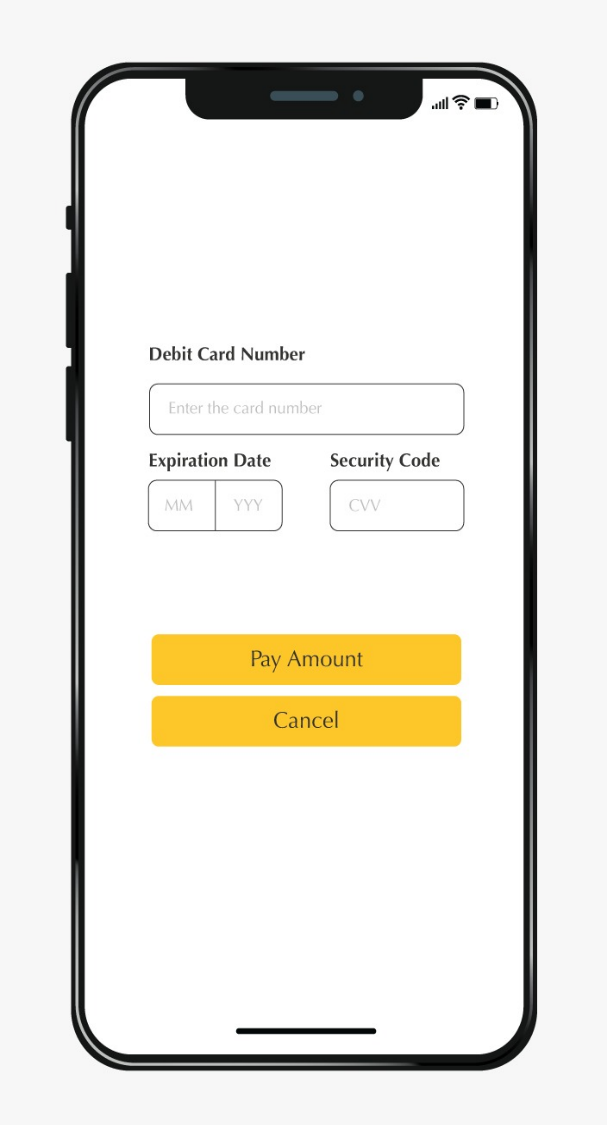 Debit Card Number
Enter the card number
Expiration Date Security Code
MM YYY CVV
Pay Amount
Cancel